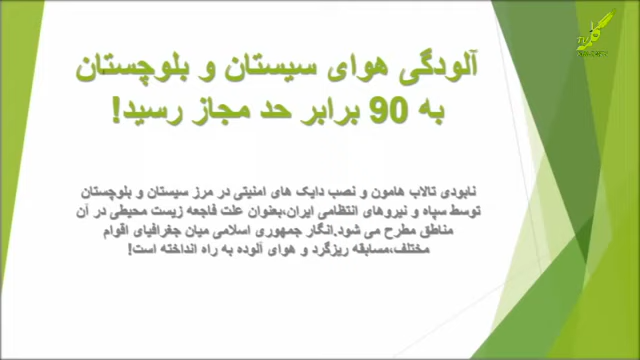 آلودگی هوای سیستان و بلوچستان
به 90 برابر حد مجاز رسید!
نابودی تالاب هامون و نصب دایک های امنیتی در مرز سیستان و بلوچستان
توسط سپاه و نیروهای انتظامی ایران،بعنوان علت فاجعه زیست محیطی در آن
مناطق مطرح می شود.انگار جمهوری اسلامی میان جغرافیای اقوام
مختلف،مسابقه ریزگرد و هوای آلوده به راه انداخته است!